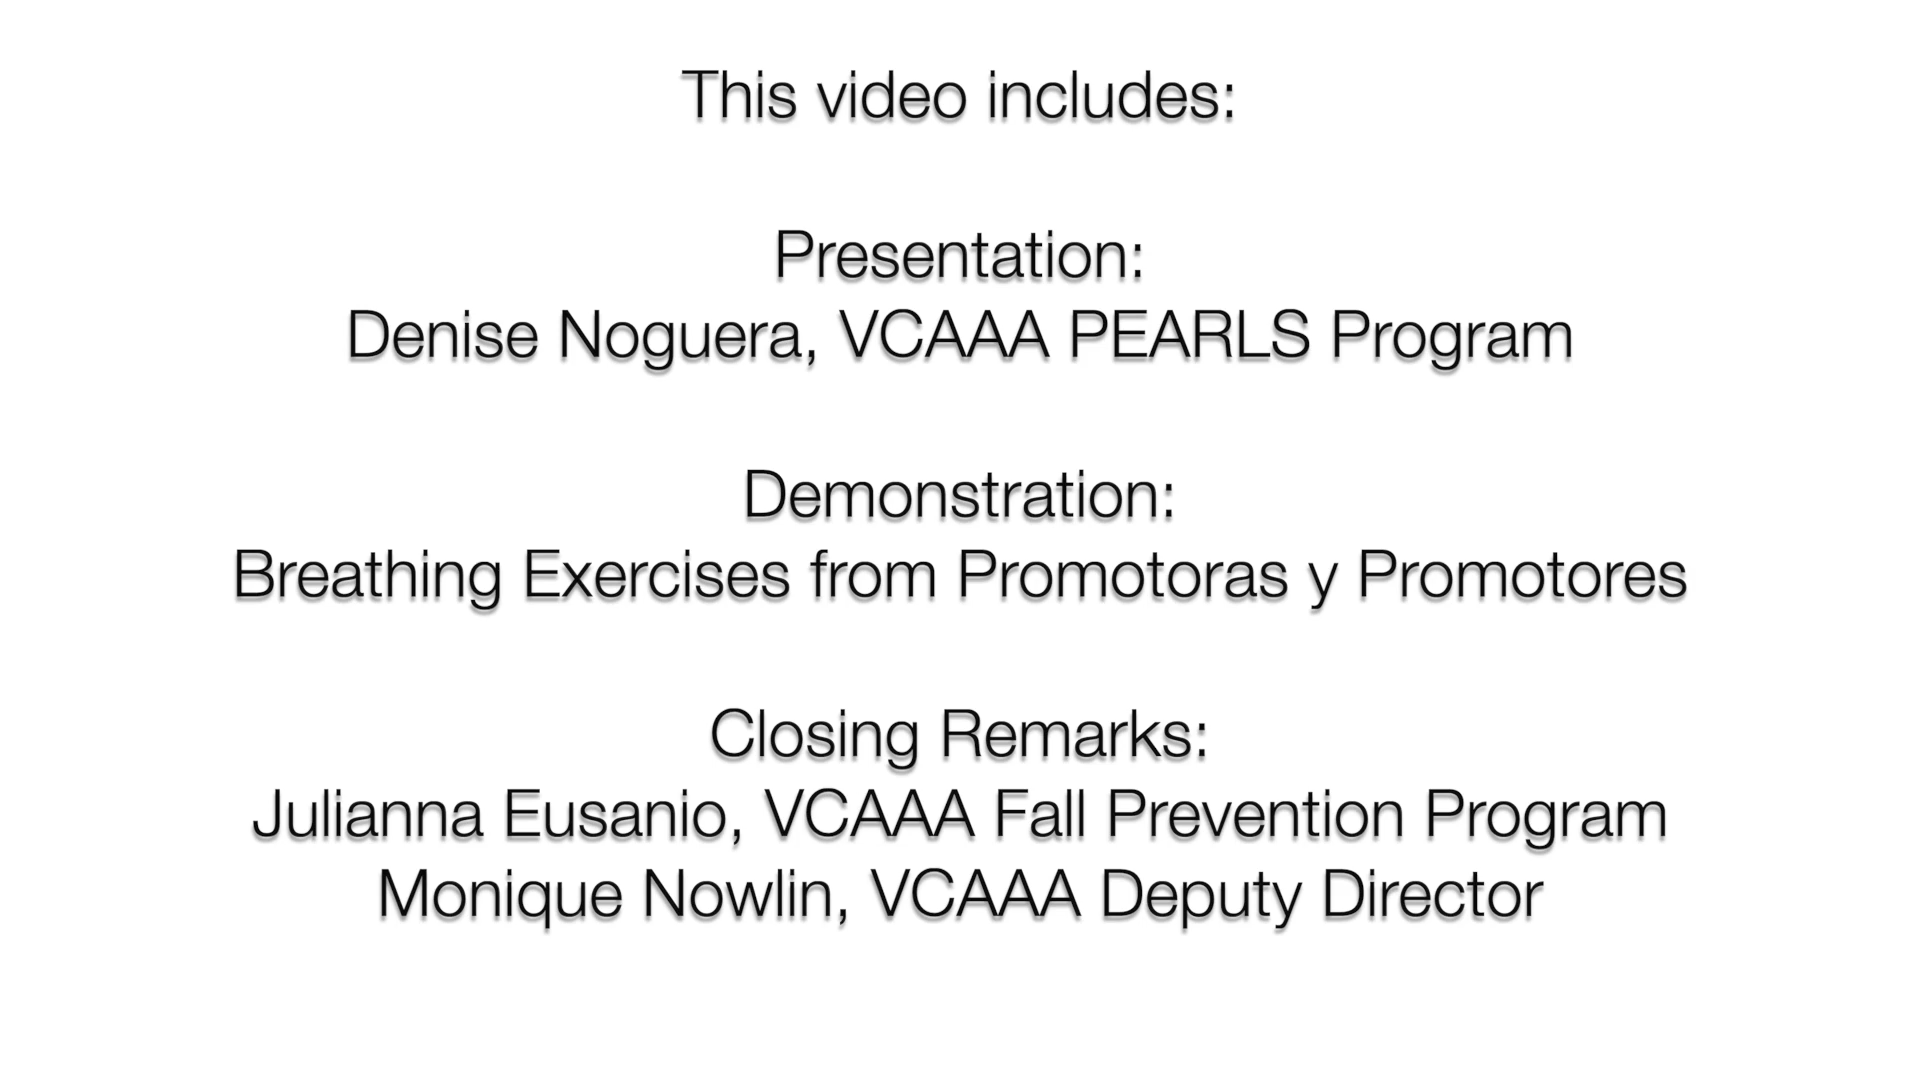 This video includes:
Presentation:
Denise Noguera, VCAAA PEARLS Program
Demonstration:
Breathing Exercises from Promotoras y Promotores
Closing Remarks:
Julianna Eusanio, VCAAA Fall Prevention Program
Monique Nowlin, VCAAA Deputy Director